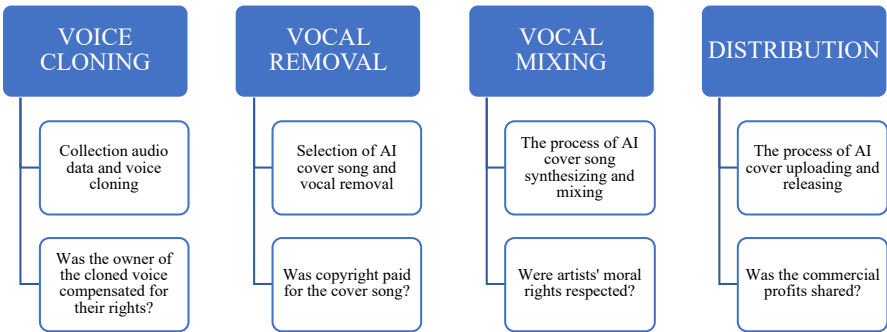 VOICE
CLONING
Collection audio
data and voice
cloning
Was the owner of
the cloned voice
compensated for
their rights?
VOCAL
REMOVAL
Selection of AI
cover song and
vocal removal
Was copyright paid
for the cover song?
VOCAL
MIXING
The process of AI
cover song
synthesizing and
mixing
Were artists' moral
rights respected?
DISTRIBUTION
The process of AI
cover uploading and
releasing
Was the commercial
profits shared?